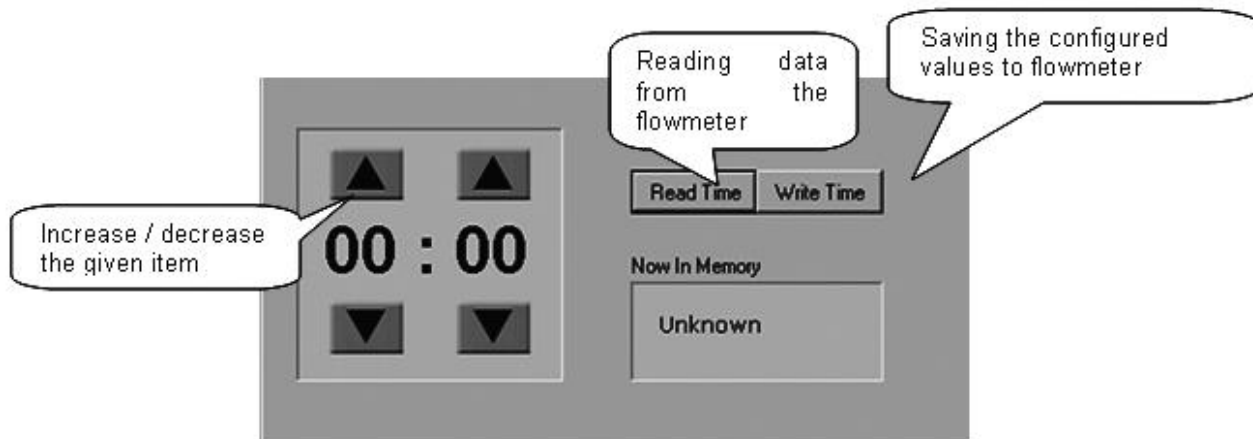 Saving the configured
values to flowmeter
Reading data
from the
flowmeter
Read Time Write Time
Increase / decrease
the given item
00 : 00
Now In Memory
Unknown